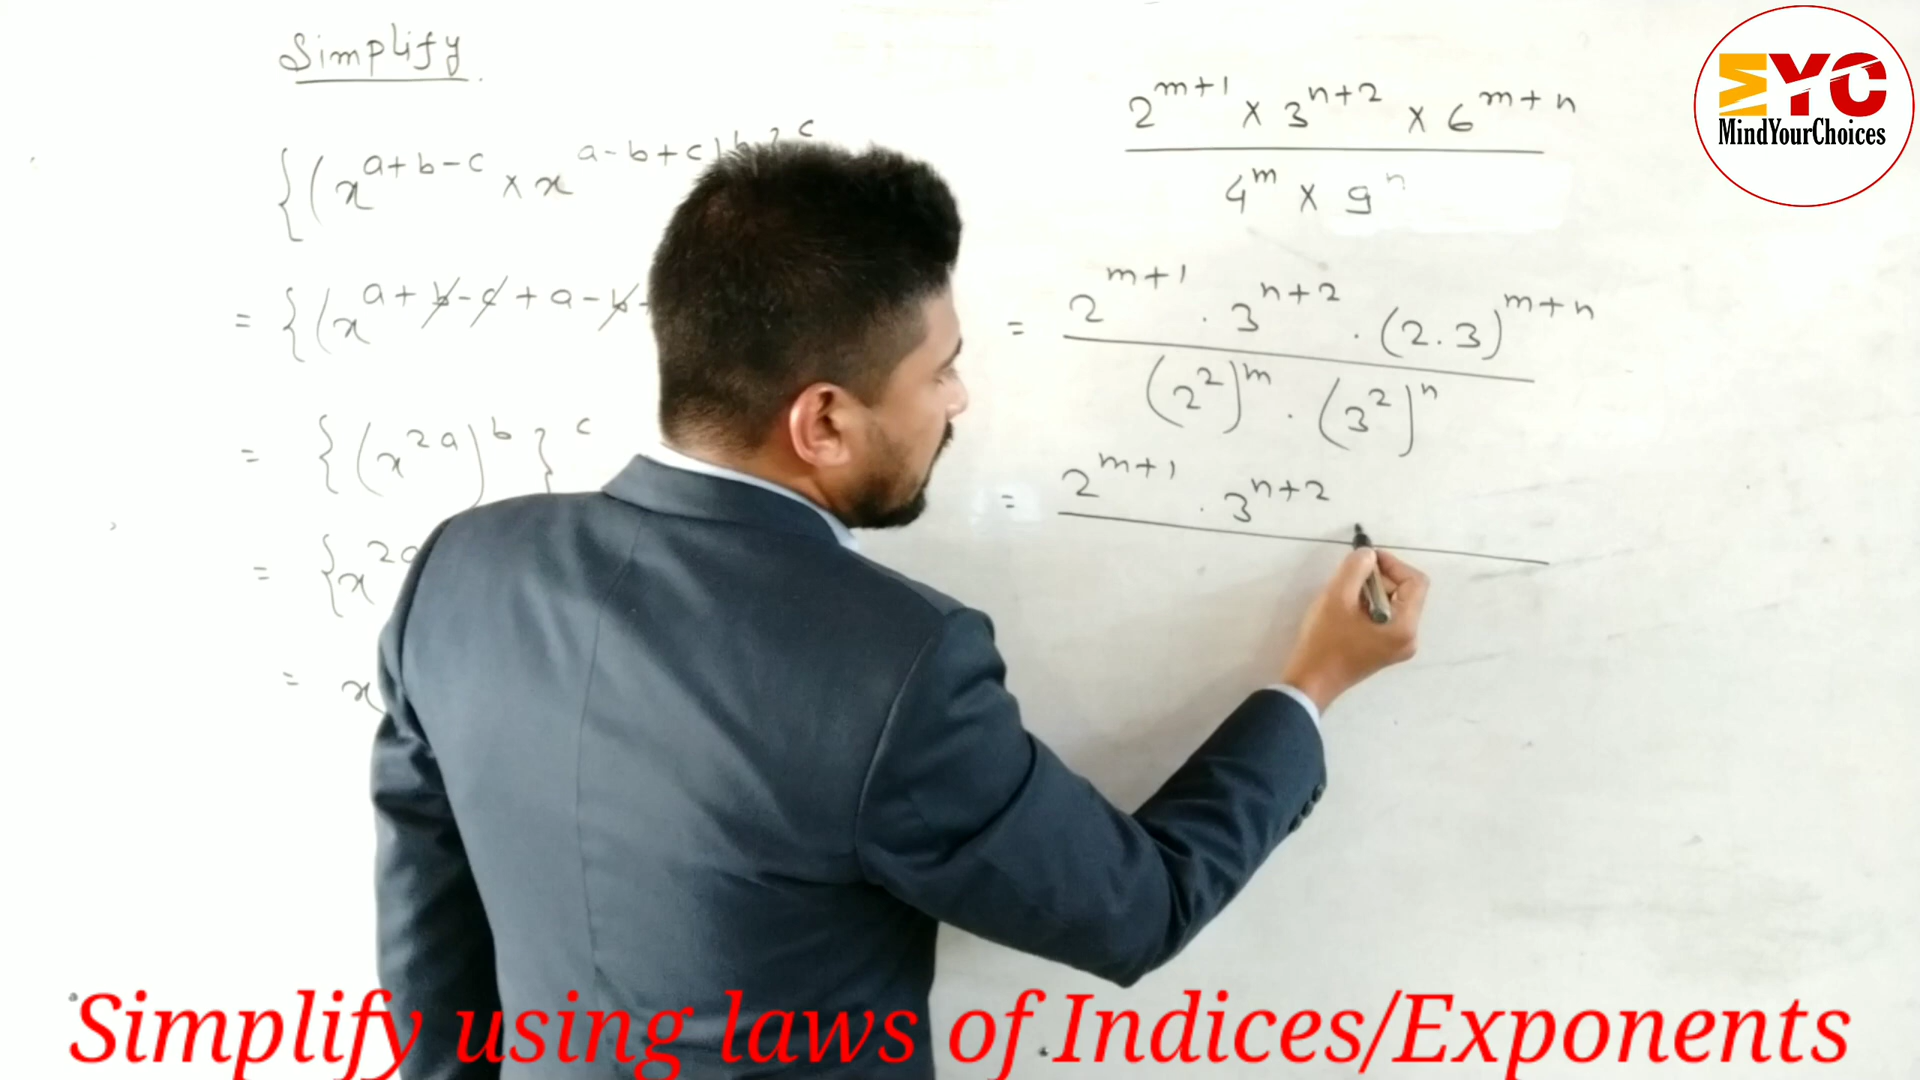 Simplify
{(x^{a+b-c} × x^{a-b+c}
= {(x^{a+b-c+a-b
= {(x^{2a})^b}^c
= {x^{2a
= x
2^{m+1} × 3^{n+2} × 6^{m+n}
4^m × 9^n
= 2^{m+1} . 3^{n+2} . (2.3)^{m+n}
(2^2)^m . (3^2)^n
= 2^{m+1} . 3^{n+2}
MYC
MindYourChoices
Simplify using laws of Indices/Exponents